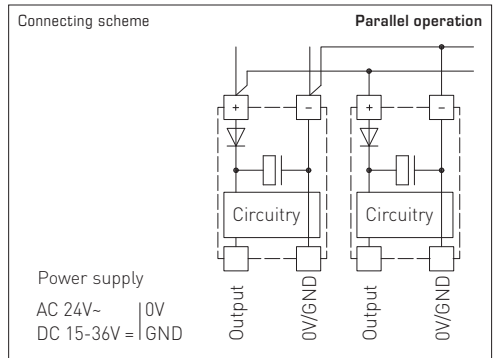 Connecting scheme Parallel operation
+ – + –
Circuitry Circuitry
Power supply
AC 24V~ 0V
DC 15-36V = GND
Output
0V/GND
Output
0V/GND